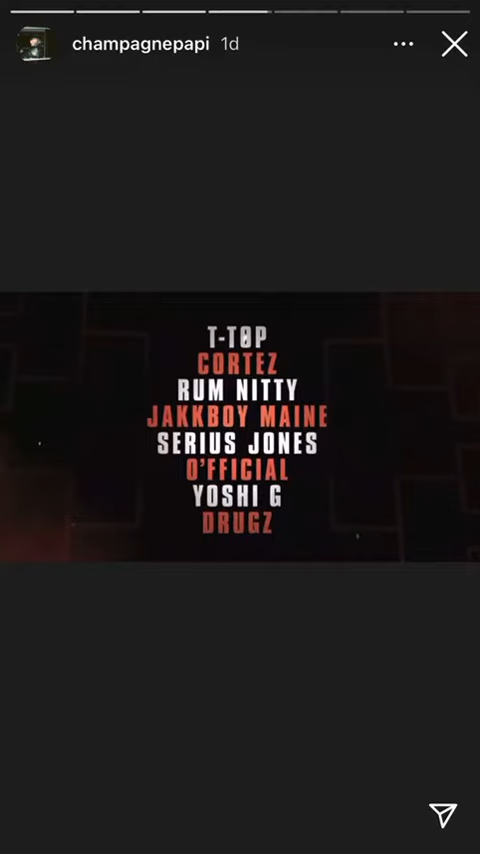 champagnepapi 1d
T-TØP
CORTEZ
RUM NITTY
JAKKBOY MAINE
SERIUS JONES
O'FFICIAL
YOSHI G
DRUGZ